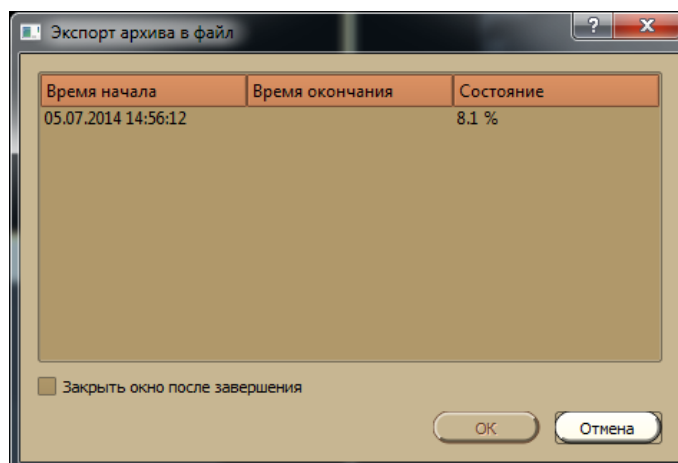 Экспорт архива в файл
Время начала Время окончания Состояние
05.07.2014 14:56:12 8.1 %
Закрыть окно после завершения
ОК Отмена